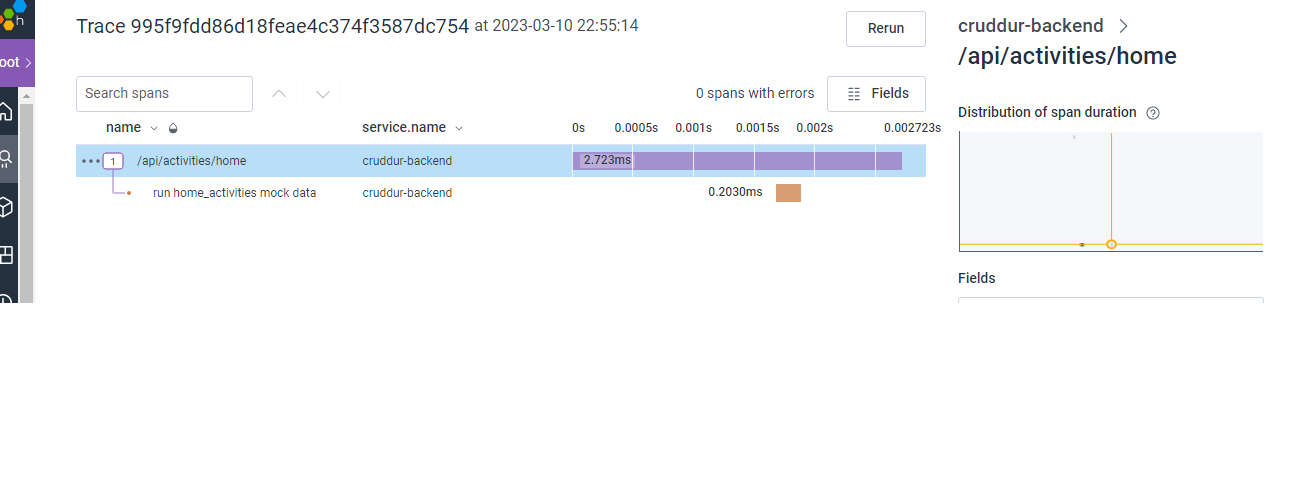 h
oot >
Trace 995f9fdd86d18feae4c374f3587dc754 at 2023-03-10 22:55:14
Rerun
Search spans
0 spans with errors
Fields
name
service.name
0s 0.0005s 0.001s 0.0015s 0.002s 0.002723s
1 /api/activities/home cruddur-backend 2.723ms
run home_activities mock data cruddur-backend 0.2030ms
cruddur-backend >
/api/activities/home
Distribution of span duration ?
Fields